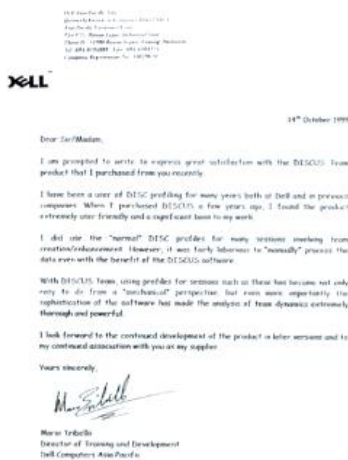 XELL
14th October 1999
Dear Sir/Madam,
I am prompted to write to express great satisfaction with the DISCUS Team
product that I purchased from you recently.
I have been a user of DISC profiling for many years both at Dell and in previous
companies. When I purchased DISCUS a few years ago, I found the product
extremely user friendly and a significant boon to my work.
I did use the "normal" DISC profiles for many sessions involving team
creation/enhancement. However, it was fairly laborious to "manually" process the
data even with the benefit of the DISCUS software.
With DISCUS Team, using profiles for sessions such as these has become not only
easy to do from a "mechanical" perspective, but even more importantly the
sophistication of the software has made the analysis of team dynamics extremely
thorough and powerful.
I look forward to the continued development of the product in later versions and to
my continued association with you as my supplier.
Yours sincerely,
Director of Training and Development
Dell Computers Asia Pacific